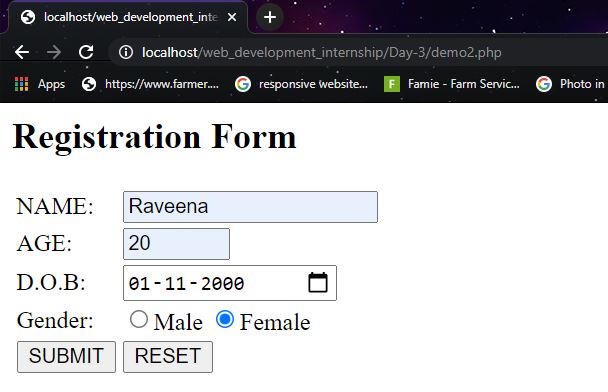 localhost/web_development_inte
localhost/web_development_internship/Day-3/demo2.php
Apps https://www.farmer.... responsive website... Famie - Farm Servic... Photo in
Registration Form
NAME: Raveena
AGE: 20
D.O.B: 01-11-2000
Gender: Male Female
SUBMIT RESET